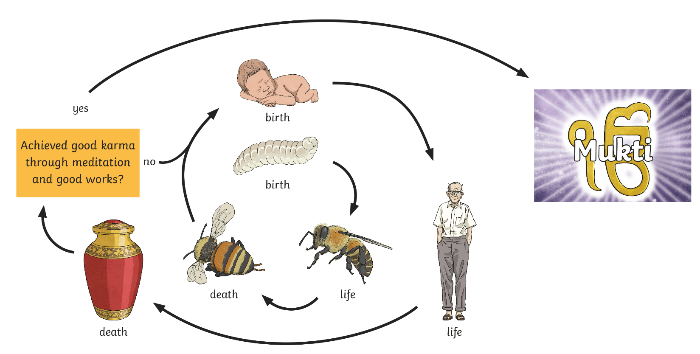 yes
birth
Mukti
Achieved good karma
through meditation
and good works?
no
birth
death
life
death
life